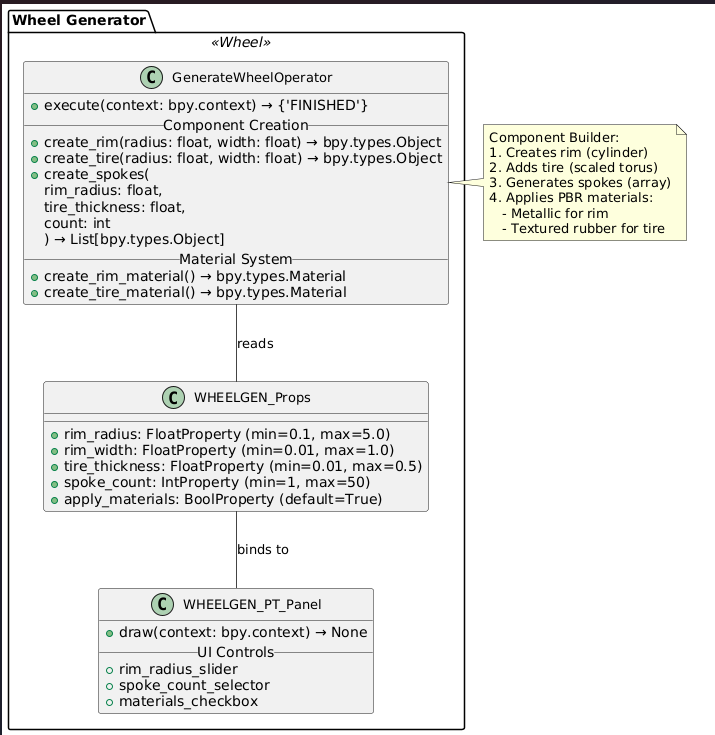 Wheel Generator
«Wheel»
C GenerateWheelOperator
execute(context: bpy.context) → {'FINISHED'}
Component Creation
create_rim(radius: float, width: float) → bpy.types.Object
create_tire(radius: float, width: float) → bpy.types.Object
create_spokes(
rim_radius: float,
tire_thickness: float,
count: int
) → List[bpy.types.Object]
Material System
create_rim_material() → bpy.types.Material
create_tire_material() → bpy.types.Material
Component Builder:
1. Creates rim (cylinder)
2. Adds tire (scaled torus)
3. Generates spokes (array)
4. Applies PBR materials:
- Metallic for rim
- Textured rubber for tire
reads
C WHEELGEN_Props
rim_radius: FloatProperty (min=0.1, max=5.0)
rim_width: FloatProperty (min=0.01, max=1.0)
tire_thickness: FloatProperty (min=0.01, max=0.5)
spoke_count: IntProperty (min=1, max=50)
apply_materials: BoolProperty (default=True)
binds to
C WHEELGEN_PT_Panel
draw(context: bpy.context) → None
UI Controls
rim_radius_slider
spoke_count_selector
materials_checkbox